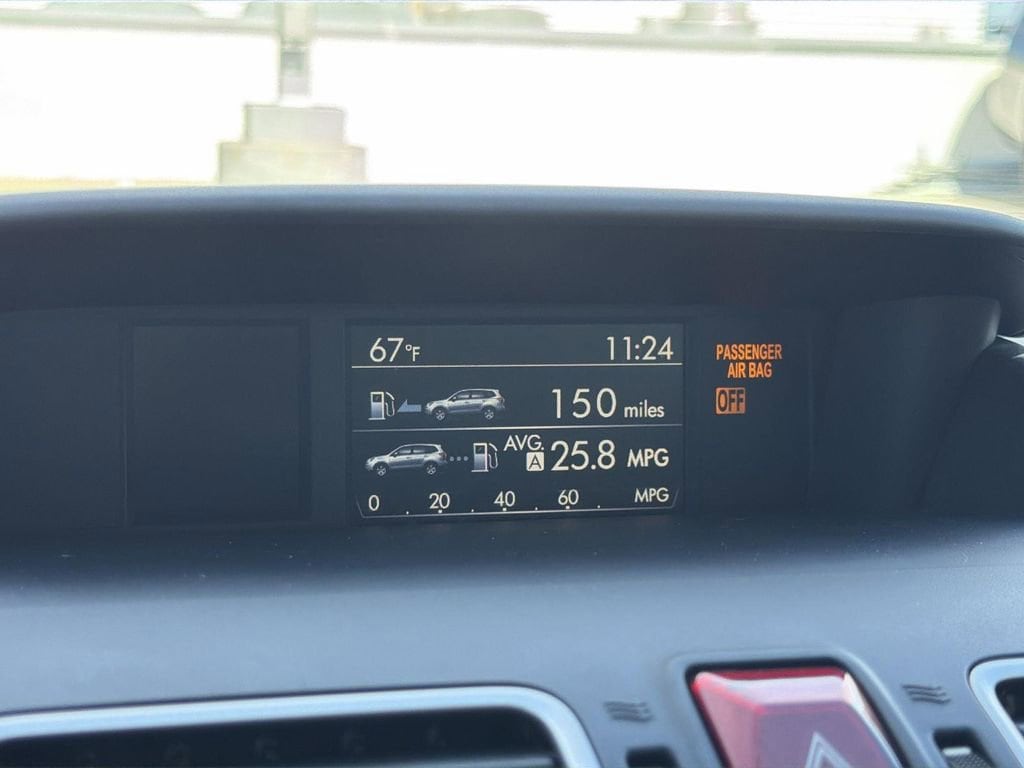 67°F 11:24
PASSENGER
AIR BAG
OFF
150 miles
AVG.
A 25.8 MPG
0 20 40 60 MPG